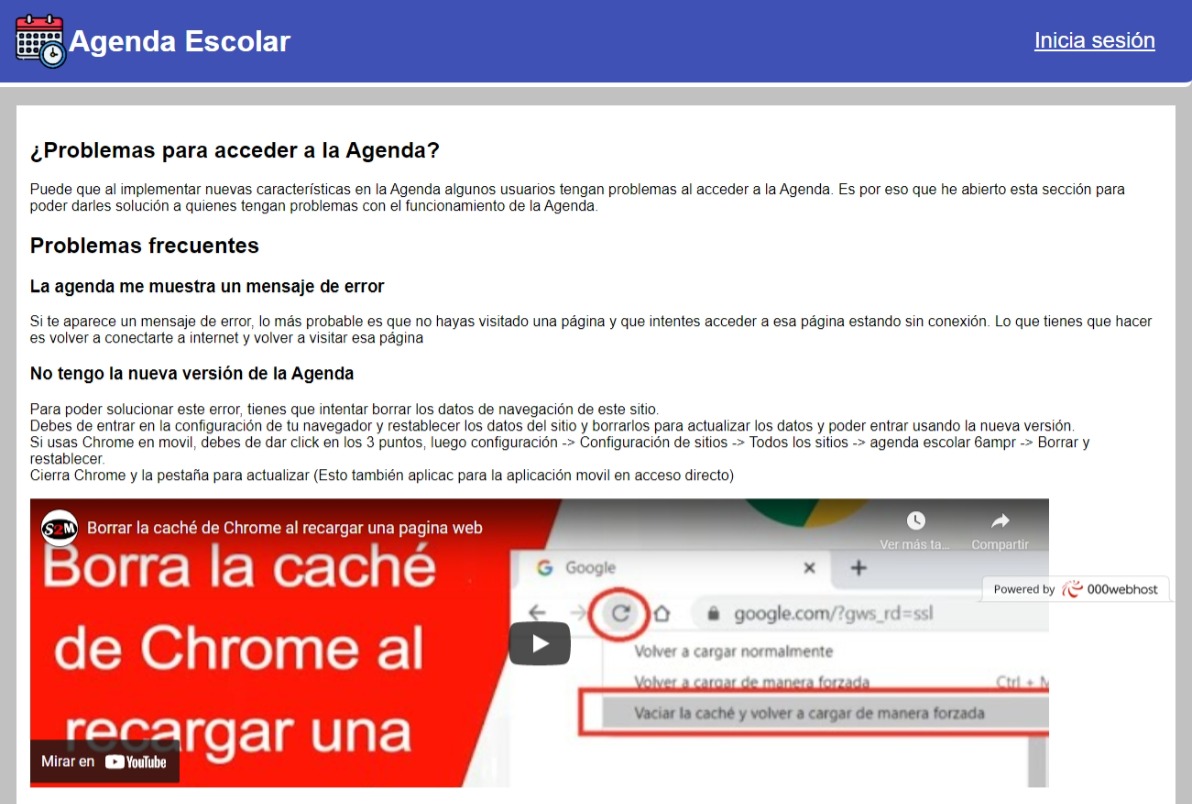 Agenda Escolar
Inicia sesión
¿Problemas para acceder a la Agenda?
Puede que al implementar nuevas características en la Agenda algunos usuarios tengan problemas al acceder a la Agenda. Es por eso que he abierto esta sección para
poder darles solución a quienes tengan problemas con el funcionamiento de la Agenda.
Problemas frecuentes
La agenda me muestra un mensaje de error
Si te aparece un mensaje de error, lo más probable es que no hayas visitado una página y que intentes acceder a esa página estando sin conexión. Lo que tienes que hacer
es volver a conectarte a internet y volver a visitar esa página
No tengo la nueva versión de la Agenda
Para poder solucionar este error, tienes que intentar borrar los datos de navegación de este sitio.
Debes de entrar en la configuración de tu navegador y restablecer los datos del sitio y borrarlos para actualizar los datos y poder entrar usando la nueva versión.
Si usas Chrome en movil, debes de dar click en los 3 puntos, luego configuración -> Configuración de sitios -> Todos los sitios -> agenda escolar 6ampr -> Borrar y
restablecer.
Cierra Chrome y la pestaña para actualizar (Esto también aplicac para la aplicación movil en acceso directo)
S2M Borrar la caché de Chrome al recargar una pagina web
Ver más ta... Compartir
Borra la caché
de Chrome al
recargar una
Google
google.com/?gws_rd=ssl
Volver a cargar normalmente
Volver a cargar de manera forzada Ctrl +
Vaciar la caché y volver a cargar de manera forzada
Powered by 000webhost
Mirar en YouTube